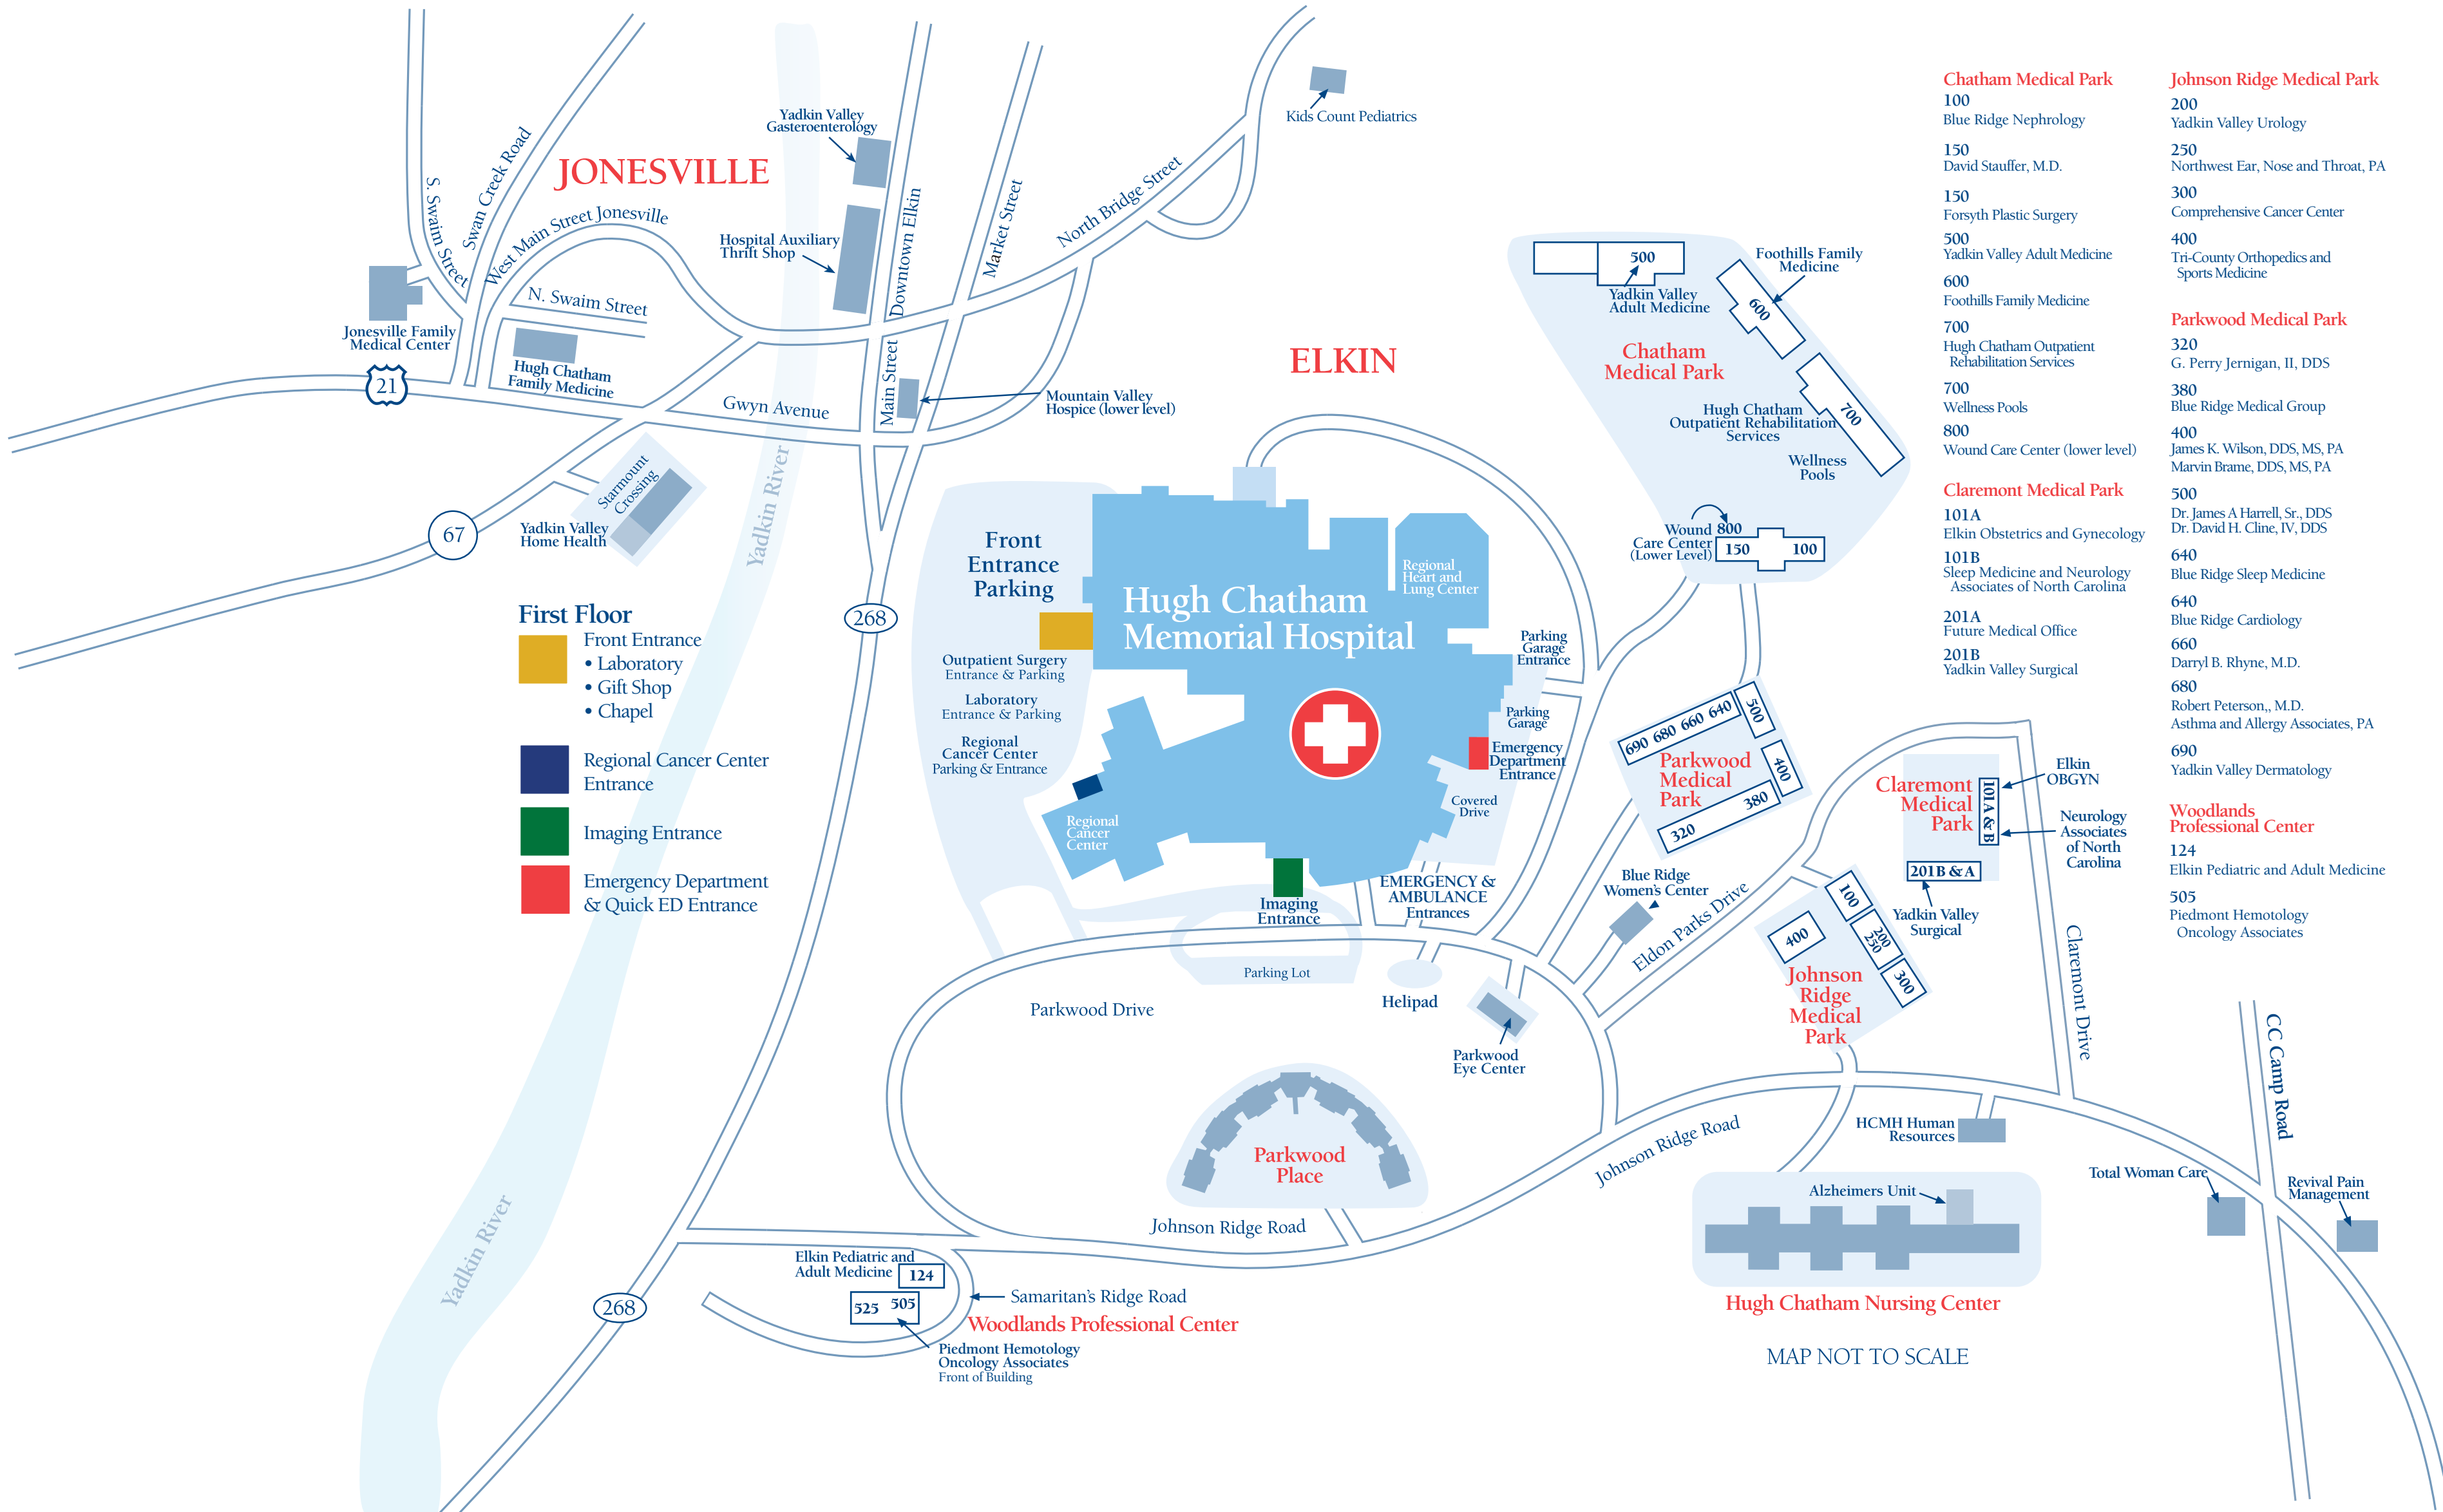 JONESVILLE
S. Swaim Street
Swan Creek Road
West Main Street Jonesville
N. Swaim Street
Jonesville Family
Medical Center
21
Hugh Chatham
Family Medicine
Yadkin Valley
Gasteroenterology
Hospital Auxiliary
Thrift Shop
Main Street
Downtown Elkin
Market Street
North Bridge Street
Kids Count Pediatrics
Gwyn Avenue
Mountain Valley
Hospice (lower level)
Starmount
Crossing
Yadkin Valley
Home Health
67
Yadkin River
268
ELKIN
First Floor
Front Entrance
• Laboratory
• Gift Shop
• Chapel
Regional Cancer Center
Entrance
Imaging Entrance
Emergency Department
& Quick ED Entrance
Front
Entrance
Parking
Outpatient Surgery
Entrance & Parking
Laboratory
Entrance & Parking
Regional
Cancer Center
Parking & Entrance
Hugh Chatham
Memorial Hospital
Regional
Heart and
Lung Center
Regional
Cancer
Center
Parking
Garage
Entrance
Parking
Garage
Emergency
Department
Entrance
Covered
Drive
Imaging
Entrance
EMERGENCY &
AMBULANCE
Entrances
Parking Lot
Helipad
Parkwood Drive
Parkwood
Eye Center
Parkwood
Place
Johnson Ridge Road
Johnson Ridge Road
Yadkin River
268
Elkin Pediatric and
Adult Medicine
124
525 505
Samaritan's Ridge Road
Woodlands Professional Center
Piedmont Hemotology
Oncology Associates
Front of Building
500
Yadkin Valley
Adult Medicine
Foothills Family
Medicine
600
Chatham
Medical Park
700
Hugh Chatham
Outpatient Rehabilitation
Services
Wellness
Pools
Wound
Care Center
(Lower Level)
800
150 100
690 680 660 640
500
400
Parkwood
Medical
Park
380
320
Blue Ridge
Women's Center
Eldon Parks Drive
Claremont
Medical
Park
101A & B
201B & A
Elkin
OBGYN
Neurology
Associates
of North
Carolina
Yadkin Valley
Surgical
Claremont Drive
100
200
250
300
400
Johnson
Ridge
Medical
Park
HCMH Human
Resources
Alzheimers Unit
Hugh Chatham Nursing Center
MAP NOT TO SCALE
CC Camp Road
Total Woman Care
Revival Pain
Management
Chatham Medical Park
100
Blue Ridge Nephrology
150
David Stauffer, M.D.
150
Forsyth Plastic Surgery
500
Yadkin Valley Adult Medicine
600
Foothills Family Medicine
700
Hugh Chatham Outpatient
Rehabilitation Services
700
Wellness Pools
800
Wound Care Center (lower level)
Claremont Medical Park
101A
Elkin Obstetrics and Gynecology
101B
Sleep Medicine and Neurology
Associates of North Carolina
201A
Future Medical Office
201B
Yadkin Valley Surgical
Johnson Ridge Medical Park
200
Yadkin Valley Urology
250
Northwest Ear, Nose and Throat, PA
300
Comprehensive Cancer Center
400
Tri-County Orthopedics and
Sports Medicine
Parkwood Medical Park
320
G. Perry Jernigan, II, DDS
380
Blue Ridge Medical Group
400
James K. Wilson, DDS, MS, PA
Marvin Brame, DDS, MS, PA
500
Dr. James A Harrell, Sr., DDS
Dr. David H. Cline, IV, DDS
640
Blue Ridge Sleep Medicine
640
Blue Ridge Cardiology
660
Darryl B. Rhyne, M.D.
680
Robert Peterson,, M.D.
Asthma and Allergy Associates, PA
690
Yadkin Valley Dermatology
Woodlands
Professional Center
124
Elkin Pediatric and Adult Medicine
505
Piedmont Hemotology
Oncology Associates